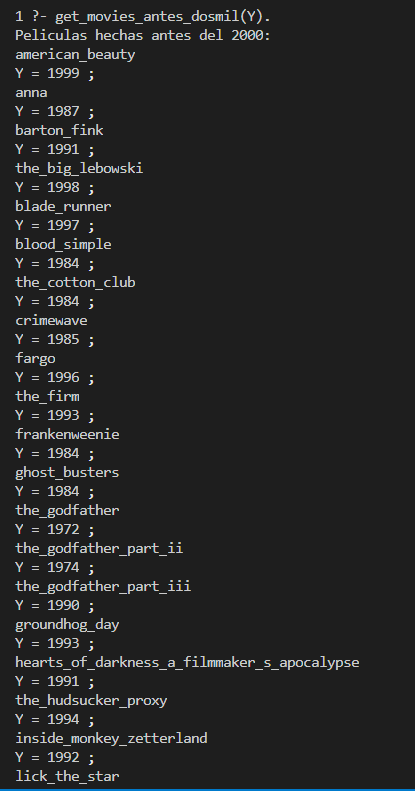 1 ?- get_movies_antes_dosmil(Y).
Peliculas hechas antes del 2000:
american_beauty
Y = 1999 ;
anna
Y = 1987 ;
barton_fink
Y = 1991 ;
the_big_lebowski
Y = 1998 ;
blade_runner
Y = 1997 ;
blood_simple
Y = 1984 ;
the_cotton_club
Y = 1984 ;
crimewave
Y = 1985 ;
fargo
Y = 1996 ;
the_firm
Y = 1993 ;
frankenweenie
Y = 1984 ;
ghost_busters
Y = 1984 ;
the_godfather
Y = 1972 ;
the_godfather_part_ii
Y = 1974 ;
the_godfather_part_iii
Y = 1990 ;
groundhog_day
Y = 1993 ;
hearts_of_darkness_a_filmmaker_s_apocalypse
Y = 1991 ;
the_hudsucker_proxy
Y = 1994 ;
inside_monkey_zetterland
Y = 1992 ;
lick_the_star